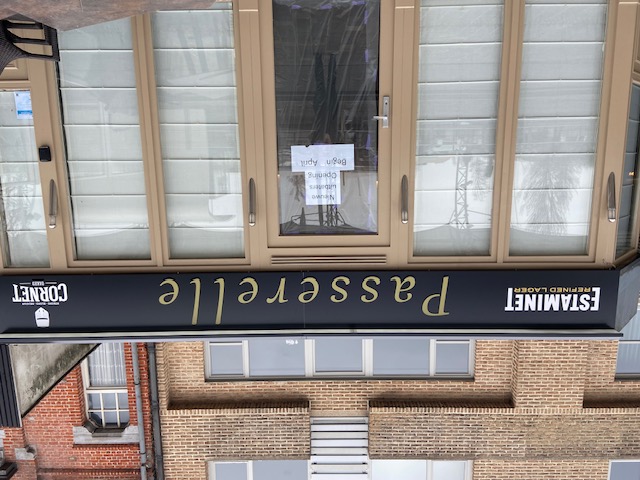 ESTAMINET
REFINED LAGER
Passerelle
CORNET
Nieuwe
uitbaters
Opening
Begin April